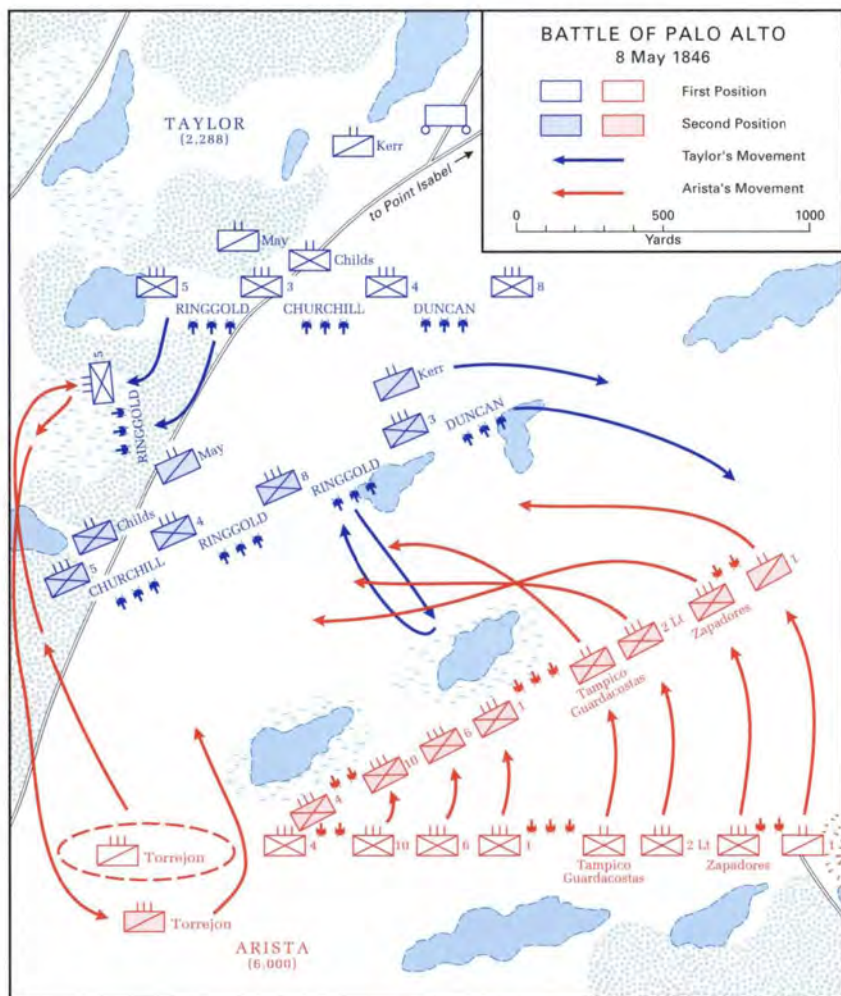 BATTLE OF PALO ALTO
8 May 1846
First Position
Second Position
Taylor's Movement
Arista's Movement
0 500 1000
Yards
TAYLOR
(2,288)
Kerr
to Point Isabel
May
Childs
5
3
4
8
RINGGOLD
CHURCHILL
DUNCAN
5
RINGGOLD
Kerr
3
DUNCAN
May
8
RINGGOLD
Childs
4
RINGGOLD
5
CHURCHILL
1
Zapadores
2 Lt
Tampico
Guardacostas
1
6
10
4
4
10
6
1
Tampico
Guardacostas
2 Lt
Zapadores
1
Torrejon
Torrejon
ARISTA
(6,000)